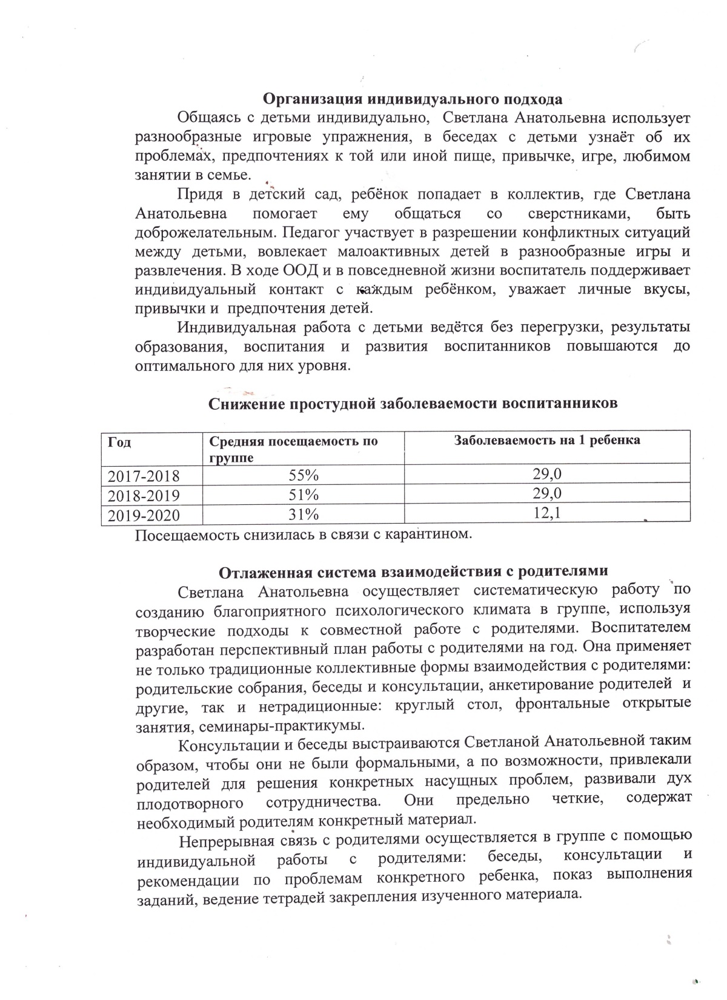 Организация индивидуального подхода
Общаясь с детьми индивидуально, Светлана Анатольевна использует
разнообразные игровые упражнения, в беседах с детьми узнаёт об их
проблемах, предпочтениях к той или иной пище, привычке, игре, любимом
занятии в семье.
Придя в детский сад, ребёнок попадает в коллектив, где Светлана
Анатольевна помогает ему общаться со сверстниками, быть
доброжелательным. Педагог участвует в разрешении конфликтных ситуаций
между детьми, вовлекает малоактивных детей в разнообразные игры и
развлечения. В ходе ООД и в повседневной жизни воспитатель поддерживает
индивидуальный контакт с каждым ребёнком, уважает личные вкусы,
привычки и предпочтения детей.
Индивидуальная работа с детьми ведётся без перегрузки, результаты
образования, воспитания и развития воспитанников повышаются до
оптимального для них уровня.
Снижение простудной заболеваемости воспитанников
Год Средняя посещаемость по Заболеваемость на 1 ребенка
группе
2017-2018 55% 29,0
2018-2019 51% 29,0
2019-2020 31% 12,1
Посещаемость снизилась в связи с карантином.
Отлаженная система взаимодействия с родителями
Светлана Анатольевна осуществляет систематическую работу по
созданию благоприятного психологического климата в группе, используя
творческие подходы к совместной работе с родителями. Воспитателем
разработан перспективный план работы с родителями на год. Она применяет
не только традиционные коллективные формы взаимодействия с родителями:
родительские собрания, беседы и консультации, анкетирование родителей и
другие, так и нетрадиционные: круглый стол, фронтальные открытые
занятия, семинары-практикумы.
Консультации и беседы выстраиваются Светланой Анатольевной таким
образом, чтобы они не были формальными, а по возможности, привлекали
родителей для решения конкретных насущных проблем, развивали дух
плодотворного сотрудничества. Они предельно четкие, содержат
необходимый родителям конкретный материал.
Непрерывная связь с родителями осуществляется в группе с помощью
индивидуальной работы с родителями: беседы, консультации и
рекомендации по проблемам конкретного ребенка, показ выполнения
заданий, ведение тетрадей закрепления изученного материала.